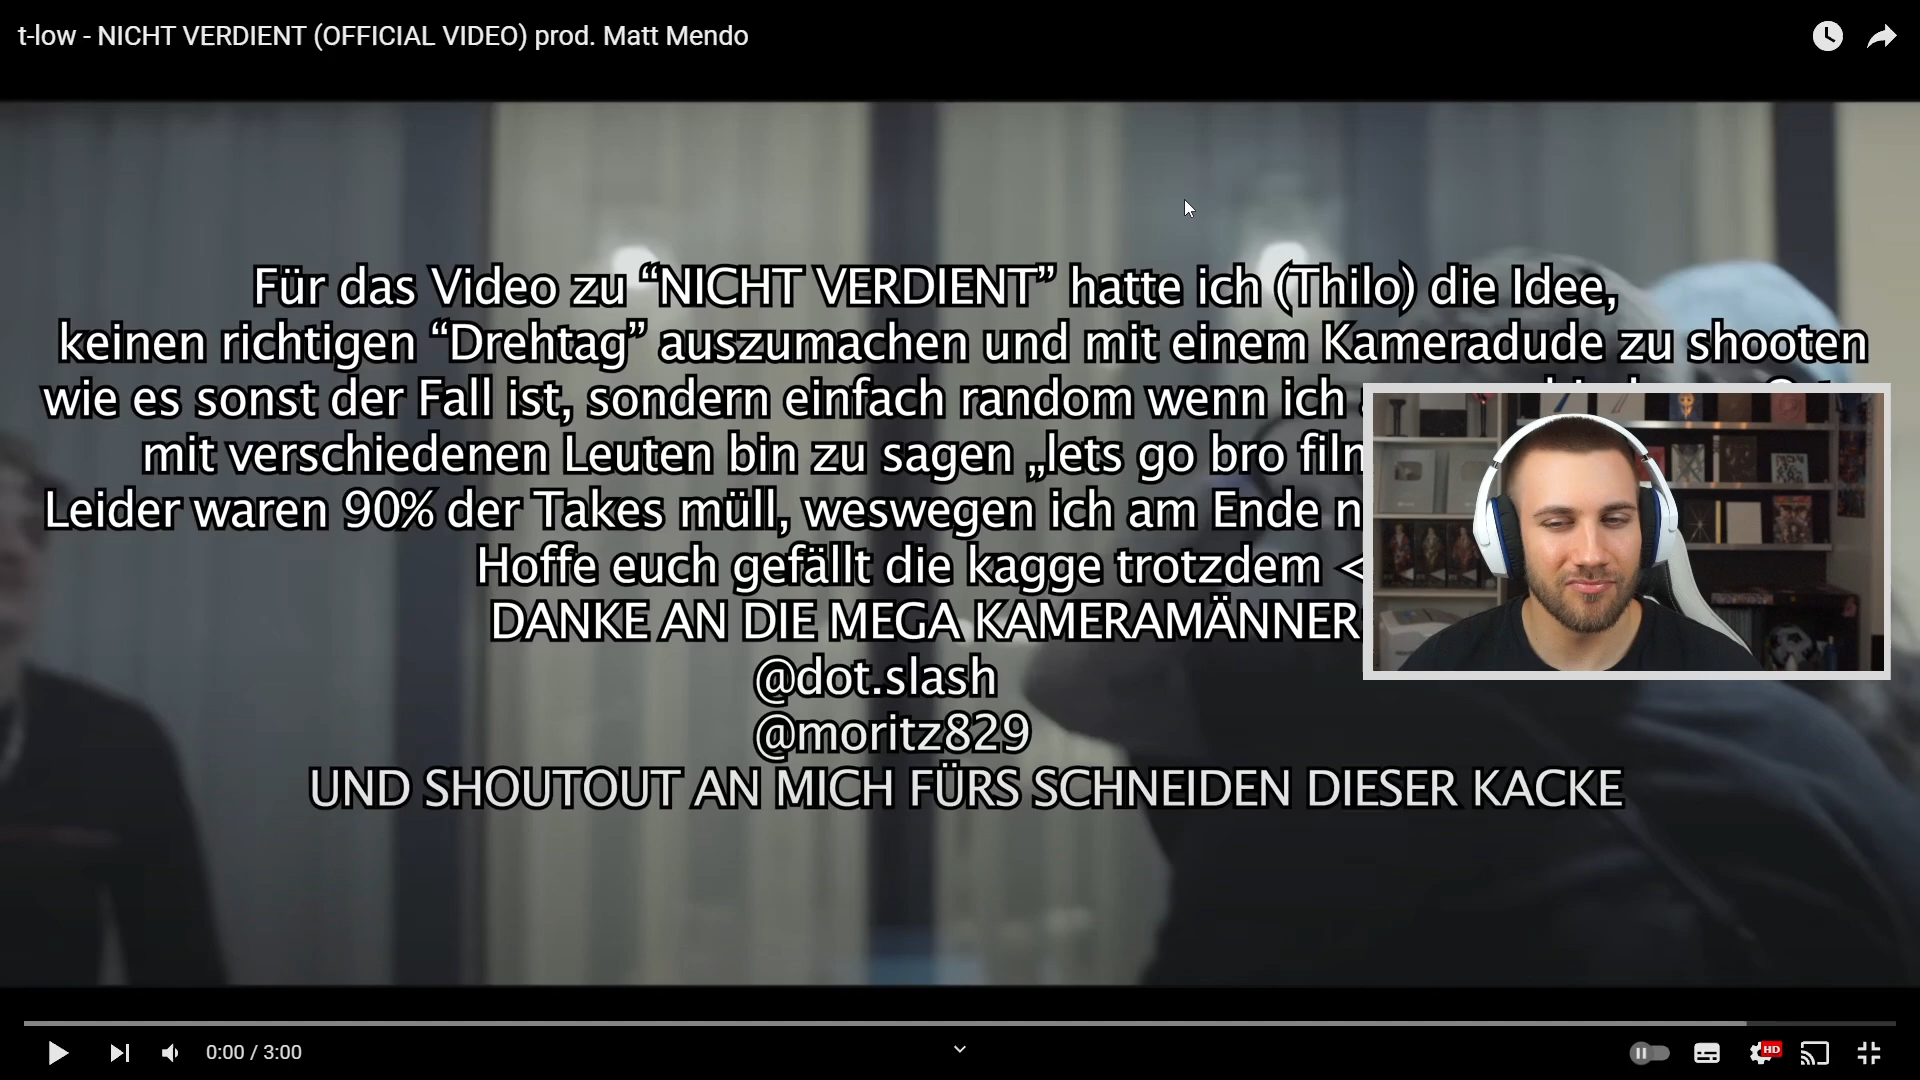 t-low - NICHT VERDIENT (OFFICIAL VIDEO) prod. Matt Mendo
Für das Video zu “NICHT VERDIENT” hatte ich (Thilo) die Idee,
keinen richtigen “Drehtag” auszumachen und mit einem Kameradude zu shooten
wie es sonst der Fall ist, sondern einfach random wenn ich
mit verschiedenen Leuten bin zu sagen „lets go bro
Leider waren 90% der Takes müll, weswegen ich am Ende
Hoffe euch gefällt die kagge trotzdem <
DANKE AN DIE MEGA KAMERAMÄNNER
@dot.slash
@moritz829
UND SHOUTOUT AN MICH FÜRS SCHNEIDEN DIESER KACKE
0:00 / 3:00
HD